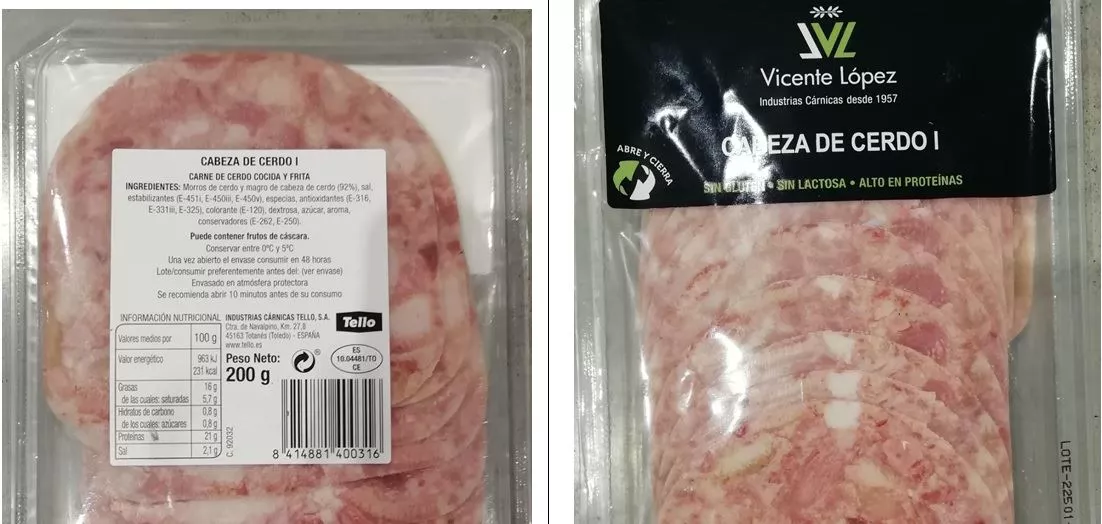 CABEZA DE CERDO I
CARNE DE CERDO COCIDA Y FRITA
INGREDIENTES: Morros de cerdo y magro de cabeza de cerdo (92%), sal,
estabilizantes (E-451i, E-450iii, E-450v), especias, antioxidantes (E-316,
E-331iii, E-325), colorante (E-120), dextrosa, azúcar, aroma,
conservadores (E-262, E-250).
Puede contener frutos de cáscara.
Conservar entre 0ºC y 5ºC
Una vez abierto el envase consumir en 48 horas
Lote/consumir preferentemente antes del: (ver envase)
Envasado en atmósfera protectora
Se recomienda abrir 10 minutos antes de su consumo
INFORMACIÓN NUTRICIONAL
Valores medios por 100 g
Valor energético 963 kJ
231 kcal
Grasas 16 g
de las cuales: saturadas 5,7 g
Hidratos de carbono 0,8 g
de los cuales: azúcares 0,8 g
Proteínas 21 g
Sal 2,1 g
C. 92032
INDUSTRIAS CÁRNICAS TELLO, S.A.
Ctra. de Navalpino, Km. 27,8
45163 Totanés (Toledo) - ESPAÑA
www.tello.es
Tello
Peso Neto:
200 g
ES
10.04481/TO
CE
8 414881 400316
VL
Vicente López
Industrias Cárnicas desde 1957
CABEZA DE CERDO I
ABRE Y CIERRA
SIN GLUTEN • SIN LACTOSA • ALTO EN PROTEÍNAS
LOTE-22501